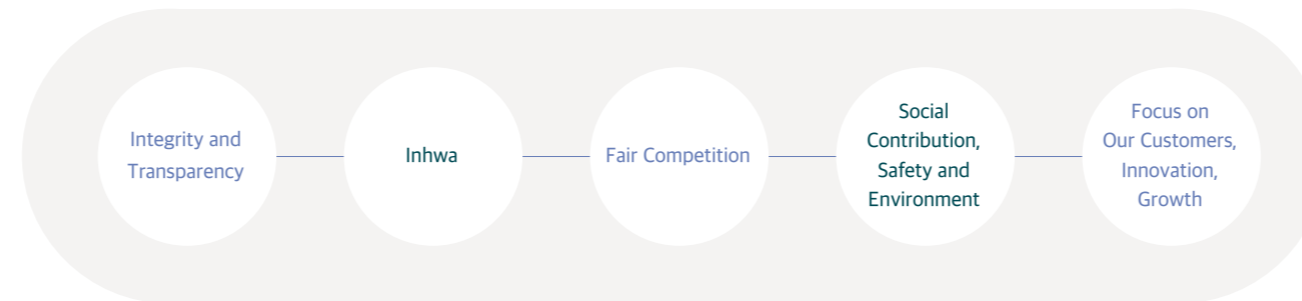 Integrity and
Transparency
Inhwa
Fair Competition
Social
Contribution,
Safety and
Environment
Focus on
Our Customers,
Innovation,
Growth